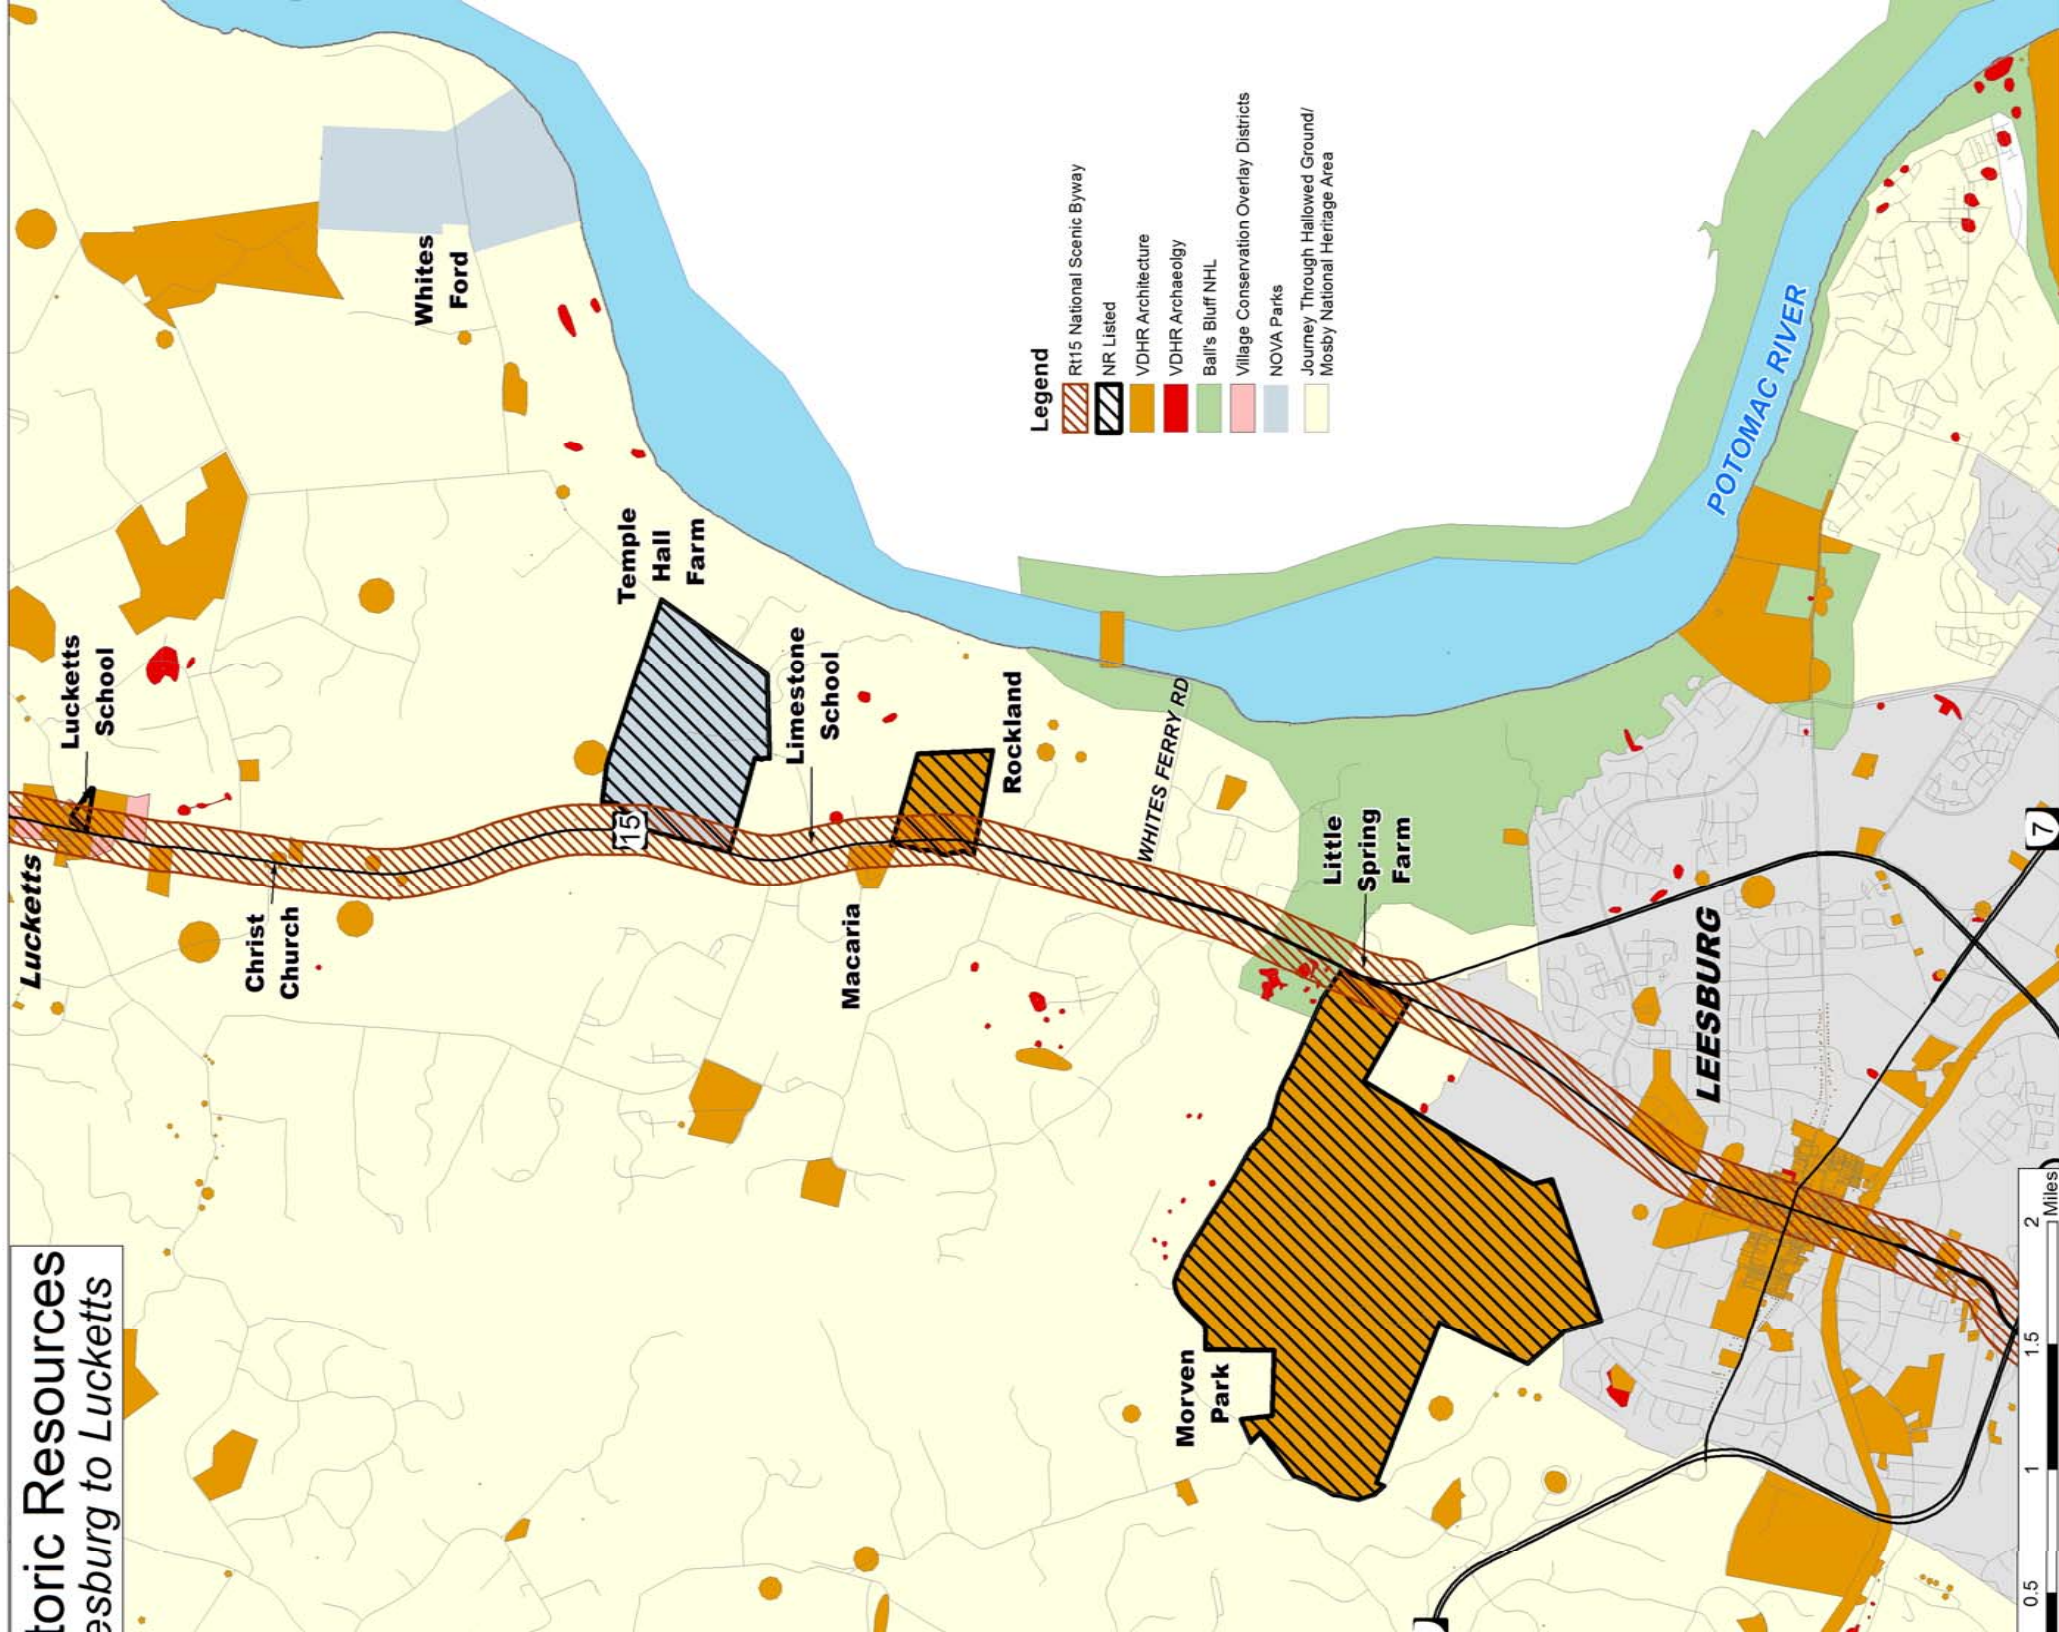 toric Resources
esburg to Lucketts
Lucketts
Lucketts
School
Christ
Church
Whites
Ford
Temple
Hall
Farm
15
Limestone
School
Macaria
Rockland
WHITES FERRY RD
Little
Spring
Farm
Morven
Park
LEESBURG
POTOMAC RIVER
7
Legend
Rt15 National Scenic Byway
NR Listed
VDHR Architecture
VDHR Archaeolgy
Ball's Bluff NHL
Village Conservation Overlay Districts
NOVA Parks
Journey Through Hallowed Ground/
Mosby National Heritage Area
0.5 1 1.5 2
Miles